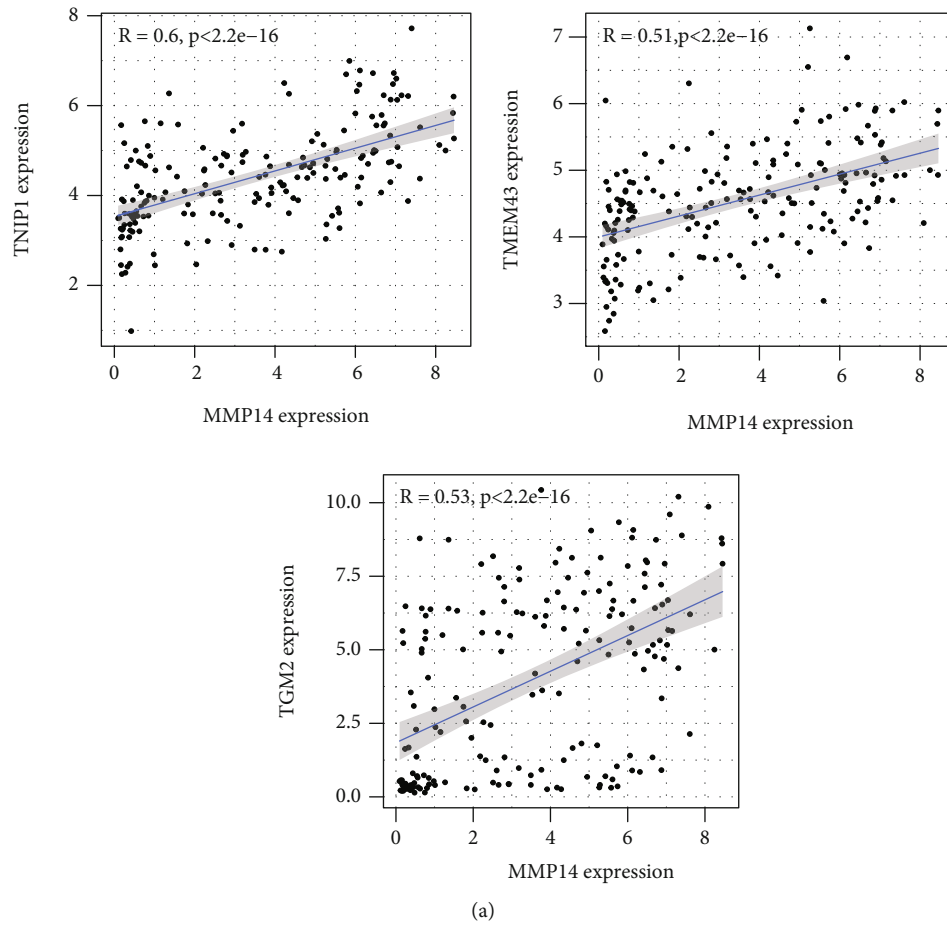 R = 0.6, p<2.2e−16
8
6
4
2
TNIP1 expression
0 2 4 6 8
MMP14 expression
R = 0.51,p<2.2e−16
7
6
5
4
3
TMEM43 expression
0 2 4 6 8
MMP14 expression
R = 0.53, p<2.2e−16
10.0
7.5
5.0
2.5
0.0
TGM2 expression
0 2 4 6 8
MMP14 expression
(a)